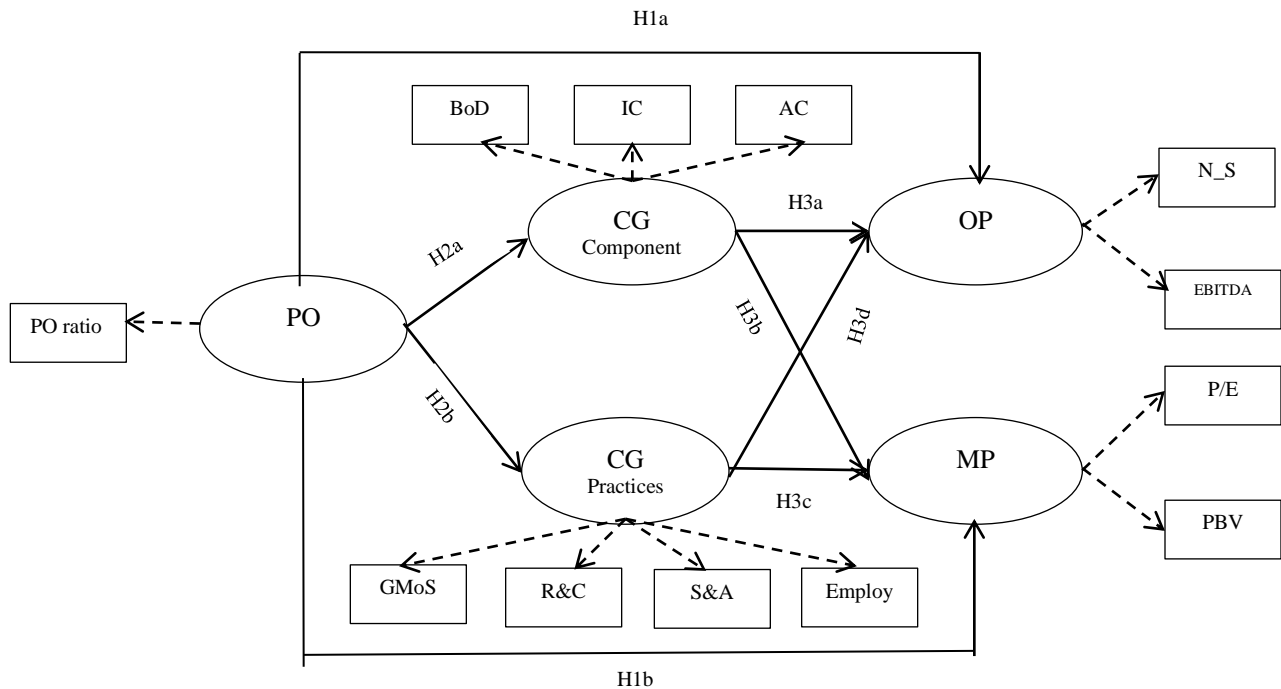 H1a
BoD
IC
AC
N_S
CG
Component
H3a
OP
H2a
EBITDA
PO ratio
PO
H3b
H3d
H2b
P/E
CG
Practices
MP
H3c
PBV
GMoS
R&C
S&A
Employ
H1b